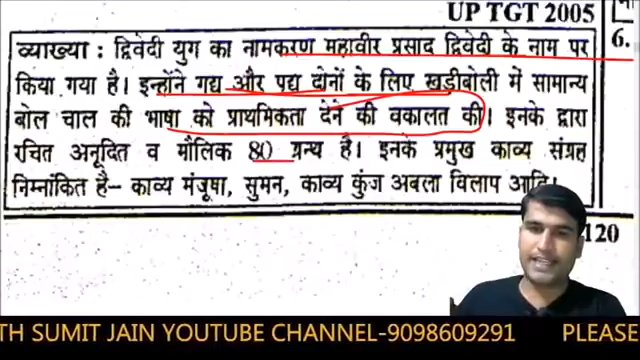 UP TGT 2005
6.
व्याख्या : द्विवेदी युग का नामकरण महावीर प्रसाद द्विवेदी के नाम पर
किया गया है। इन्होंने गद्य और पद्य दोनों के लिए खड़ीबोली में सामान्य
बोल चाल की भाषा को प्राथमिकता देने की वकालत की। इनके द्वारा
रचित अनूदित व मौलिक 80 ग्रन्थ है। इनके प्रमुख काव्य संग्रह
निम्नांकित है– काव्य मंजूषा, सुमन, काव्य कुंज अबला विलाप आदि।
120
TH SUMIT JAIN YOUTUBE CHANNEL-9098609291 PLEASE